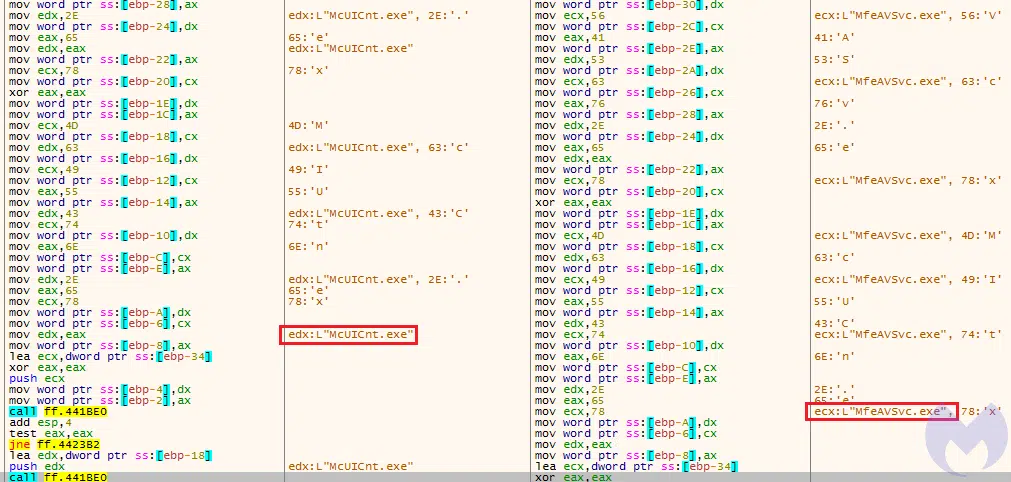 mov word ptr ss:[ebp-28],ax
mov edx,2E edx:L"McUICnt.exe", 2E:'.'
mov word ptr ss:[ebp-24],dx
mov eax,65 65:'e'
mov edx,eax edx:L"McUICnt.exe"
mov word ptr ss:[ebp-22],ax
mov ecx,78 78:'x'
mov word ptr ss:[ebp-20],cx
xor eax,eax
mov word ptr ss:[ebp-1E],dx
mov word ptr ss:[ebp-1C],ax
mov ecx,4D 4D:'M'
mov word ptr ss:[ebp-18],cx
mov edx,63 edx:L"McUICnt.exe", 63:'c'
mov word ptr ss:[ebp-16],dx
mov ecx,49 49:'I'
mov word ptr ss:[ebp-12],cx
mov eax,55 55:'U'
mov word ptr ss:[ebp-14],ax
mov edx,43 edx:L"McUICnt.exe", 43:'C'
mov ecx,74 74:'t'
mov word ptr ss:[ebp-10],dx
mov eax,6E 6E:'n'
mov word ptr ss:[ebp-C],cx
mov word ptr ss:[ebp-E],ax
mov edx,2E edx:L"McUICnt.exe", 2E:'.'
mov eax,65 65:'e'
mov ecx,78 78:'x'
mov word ptr ss:[ebp-A],dx
mov word ptr ss:[ebp-6],cx
mov edx,eax edx:L"McUICnt.exe"
mov word ptr ss:[ebp-8],ax
lea ecx,dword ptr ss:[ebp-34]
xor eax,eax
push ecx
mov word ptr ss:[ebp-4],dx
mov word ptr ss:[ebp-2],ax
call ff.441BE0
add esp,4
test eax,eax
jne ff.4423B2
lea edx,dword ptr ss:[ebp-18]
push edx edx:L"McUICnt.exe"
call ff.441BE0
mov word ptr ss:[ebp-30],dx
mov ecx,56 ecx:L"MfeAVSvc.exe", 56:'V'
mov word ptr ss:[ebp-2C],cx
mov eax,41 41:'A'
mov word ptr ss:[ebp-2E],ax
mov edx,53 53:'S'
mov word ptr ss:[ebp-2A],dx
mov ecx,63 ecx:L"MfeAVSvc.exe", 63:'c'
mov word ptr ss:[ebp-26],cx
mov eax,76 76:'v'
mov word ptr ss:[ebp-28],ax
mov edx,2E 2E:'.'
mov word ptr ss:[ebp-24],dx
mov eax,65 65:'e'
mov edx,eax
mov word ptr ss:[ebp-22],ax
mov ecx,78 ecx:L"MfeAVSvc.exe", 78:'x'
mov word ptr ss:[ebp-20],cx
xor eax,eax
mov word ptr ss:[ebp-1E],dx
mov word ptr ss:[ebp-1C],ax
mov ecx,4D ecx:L"MfeAVSvc.exe", 4D:'M'
mov word ptr ss:[ebp-18],cx
mov edx,63 63:'c'
mov word ptr ss:[ebp-16],dx
mov ecx,49 ecx:L"MfeAVSvc.exe", 49:'I'
mov word ptr ss:[ebp-12],cx
mov eax,55 55:'U'
mov word ptr ss:[ebp-14],ax
mov edx,43 43:'C'
mov ecx,74 ecx:L"MfeAVSvc.exe", 74:'t'
mov word ptr ss:[ebp-10],dx
mov eax,6E 6E:'n'
mov word ptr ss:[ebp-C],cx
mov word ptr ss:[ebp-E],ax
mov edx,2E 2E:'.'
mov eax,65 65:'e'
mov ecx,78 ecx:L"MfeAVSvc.exe", 78:'x'
mov word ptr ss:[ebp-A],dx
mov word ptr ss:[ebp-6],cx
mov edx,eax
mov word ptr ss:[ebp-8],ax
lea ecx,dword ptr ss:[ebp-34]
xor eax,eax